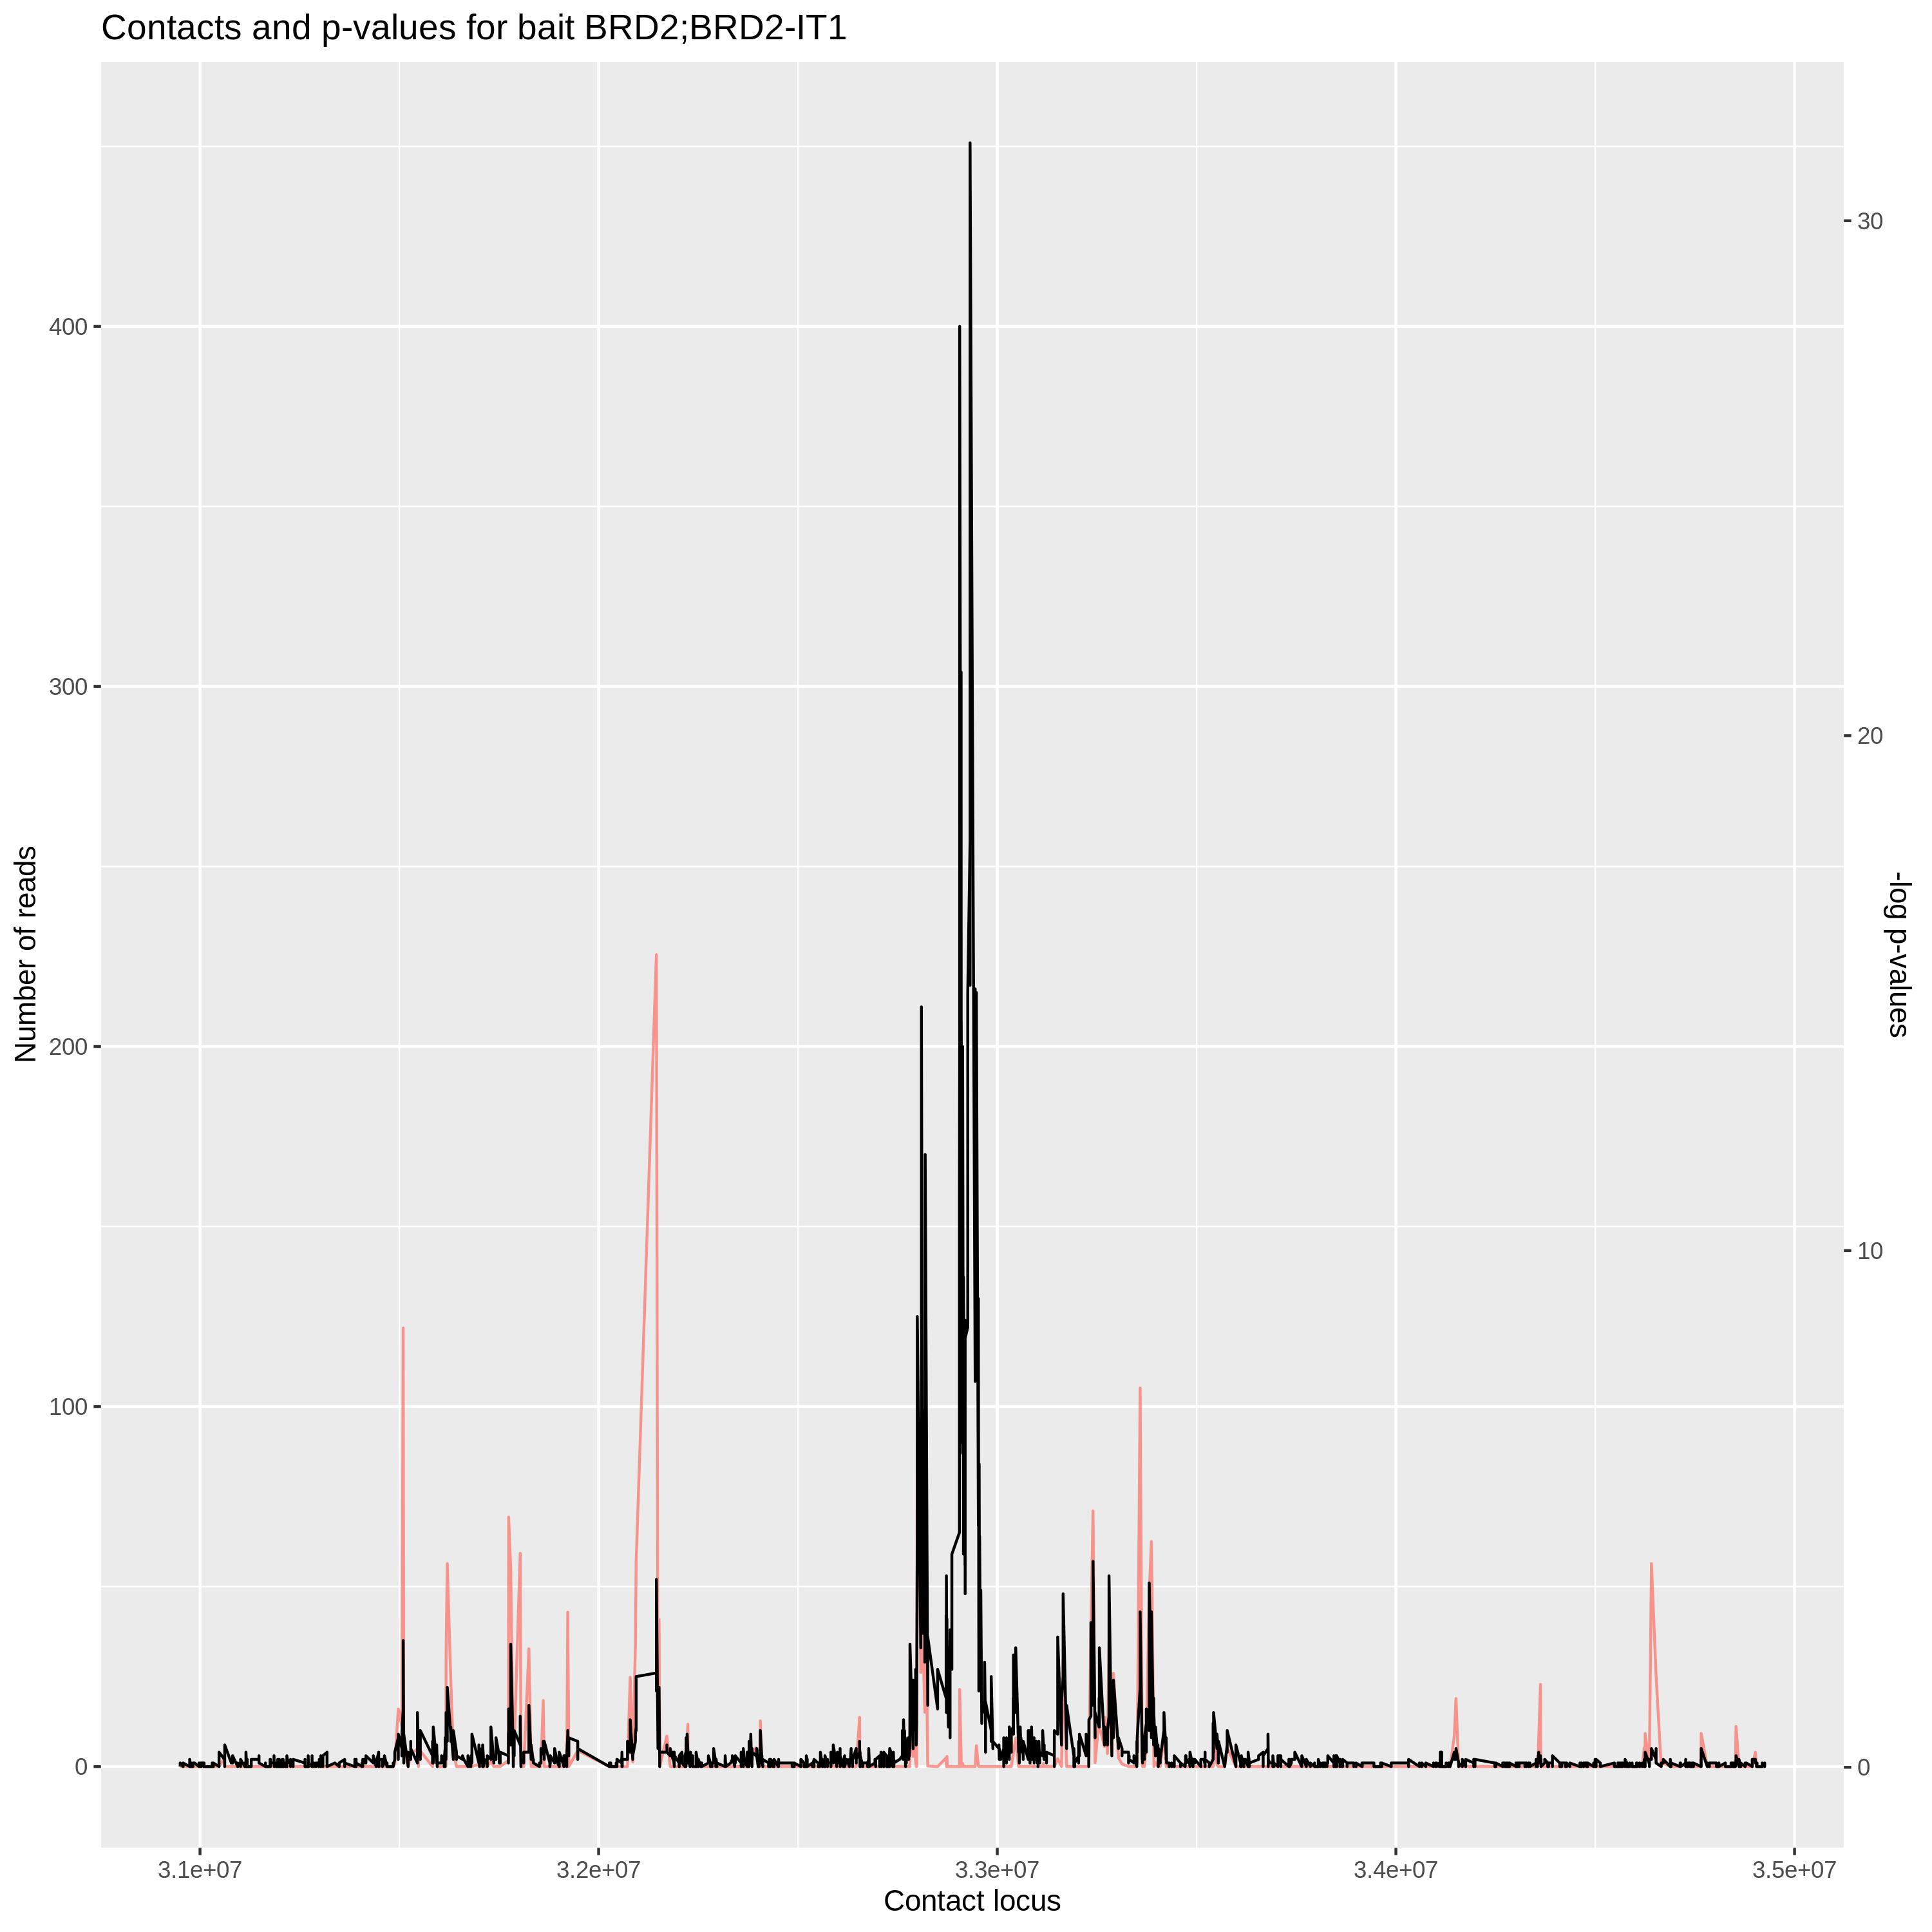 Contacts and p-values for bait BRD2;BRD2-IT1
Number of reads
400
300
200
100
0
30
20
10
0
-log p-values
3.1e+07
3.2e+07
3.3e+07
3.4e+07
3.5e+07
Contact locus